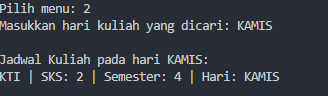 Pilih menu: 2
Masukkan hari kuliah yang dicari: KAMIS
Jadwal Kuliah pada hari KAMIS:
KTI | SKS: 2 | Semester: 4 | Hari: KAMIS